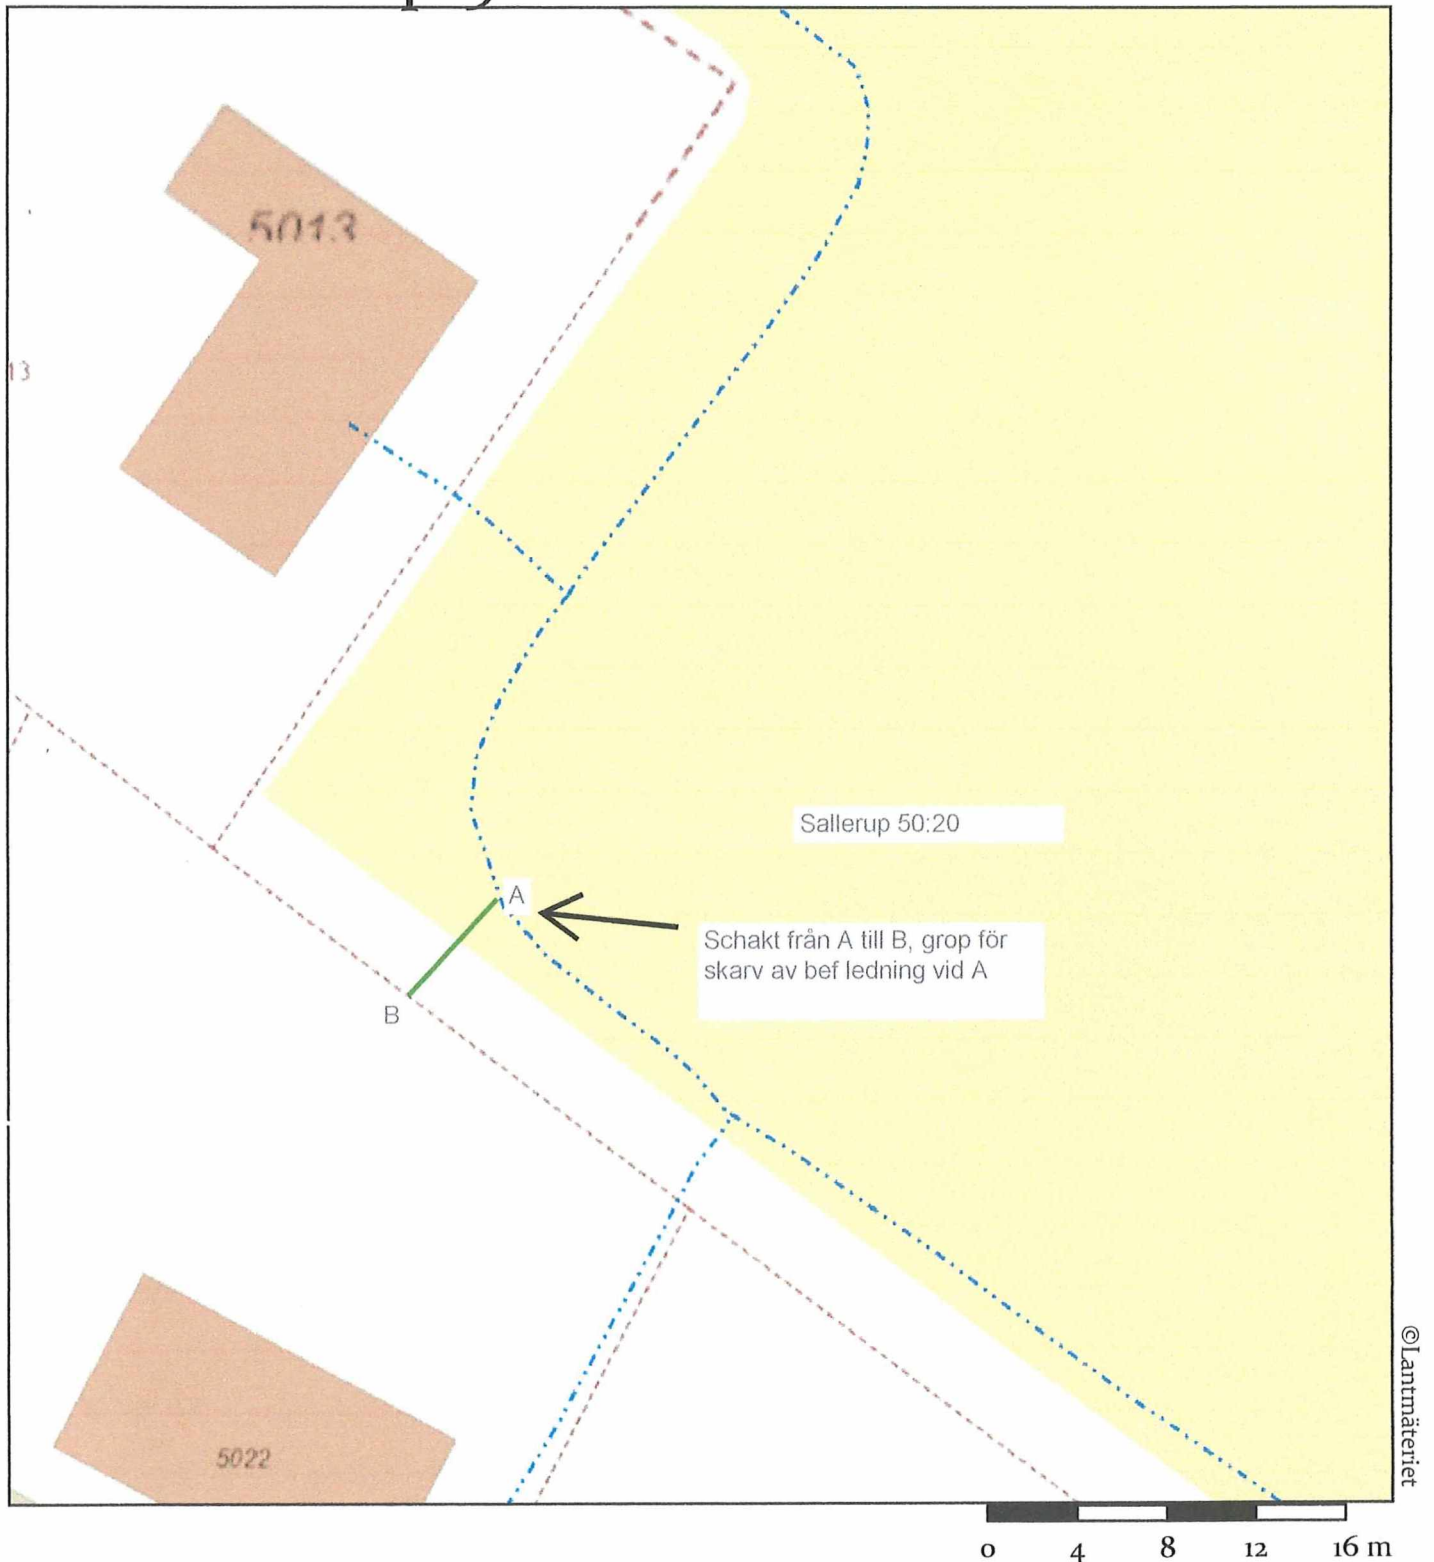 5013
13
Sallerup 50:20
A
Schakt från A till B, grop för
skarv av bef ledning vid A
B
5022
©Lantmäteriet
0 4 8 12 16 m